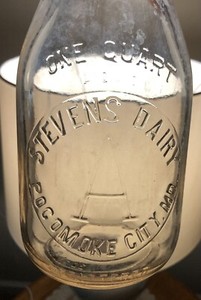 ONE QUART
STEVENS DAIRY
POCOMOKE CITY, MD.